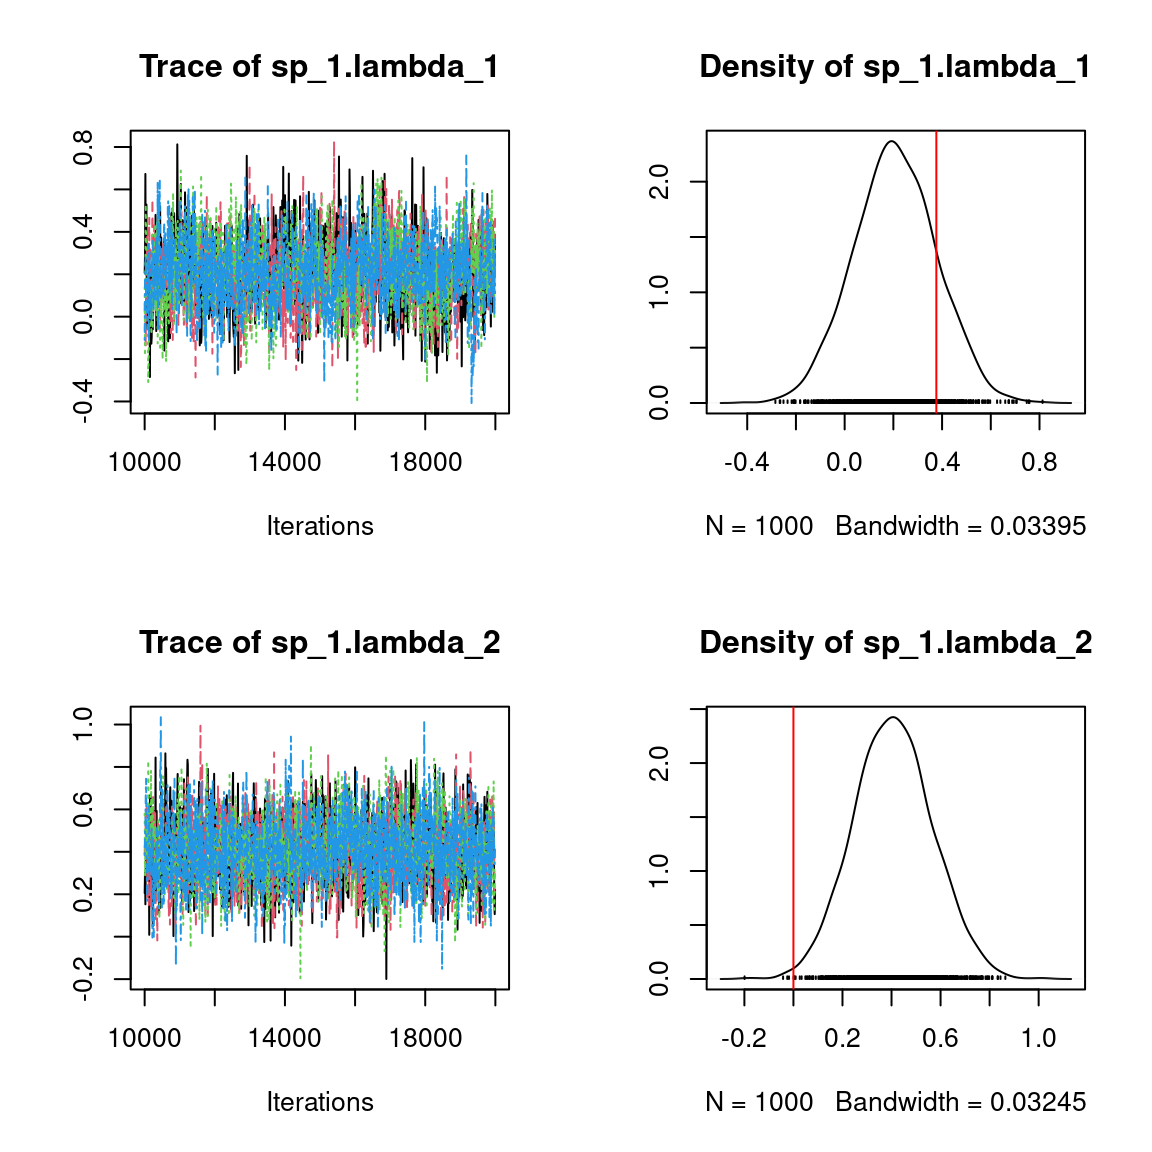 Trace of sp_1.lambda_1
0.8
0.4
0.0
-0.4
10000 14000 18000
Iterations
Density of sp_1.lambda_1
2.0
1.0
0.0
-0.4 0.0 0.4 0.8
N = 1000 Bandwidth = 0.03395
Trace of sp_1.lambda_2
1.0
0.6
0.2
-0.2
10000 14000 18000
Iterations
Density of sp_1.lambda_2
2.0
1.0
0.0
-0.2 0.2 0.6 1.0
N = 1000 Bandwidth = 0.03245